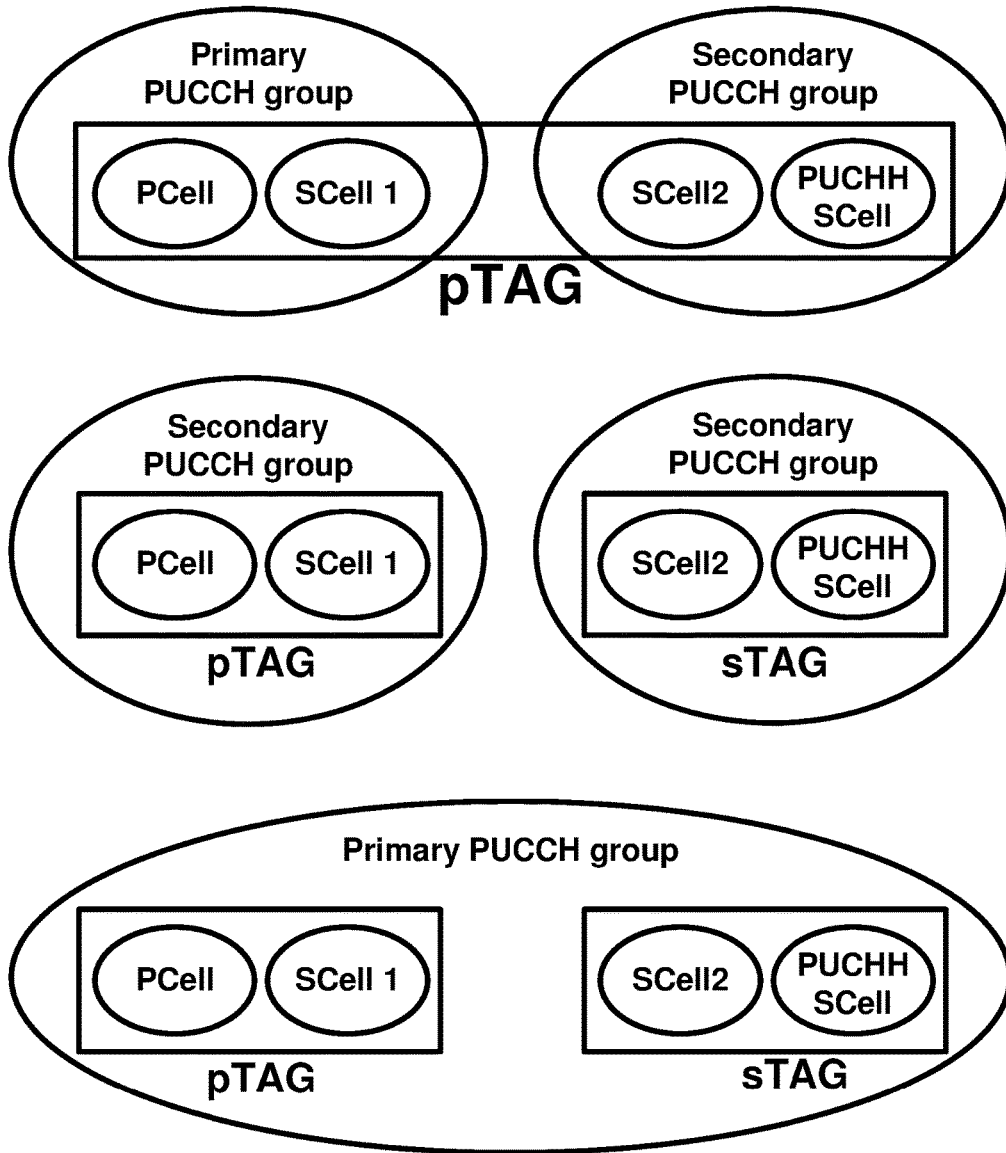 Primary
PUCCH group
Secondary
PUCCH group
PCell
SCell 1
SCell2
PUCHH
SCell
pTAG
Secondary
PUCCH group
Secondary
PUCCH group
PCell
SCell 1
SCell2
PUCHH
SCell
pTAG
sTAG
Primary PUCCH group
PCell
SCell 1
SCell2
PUCHH
SCell
pTAG
sTAG